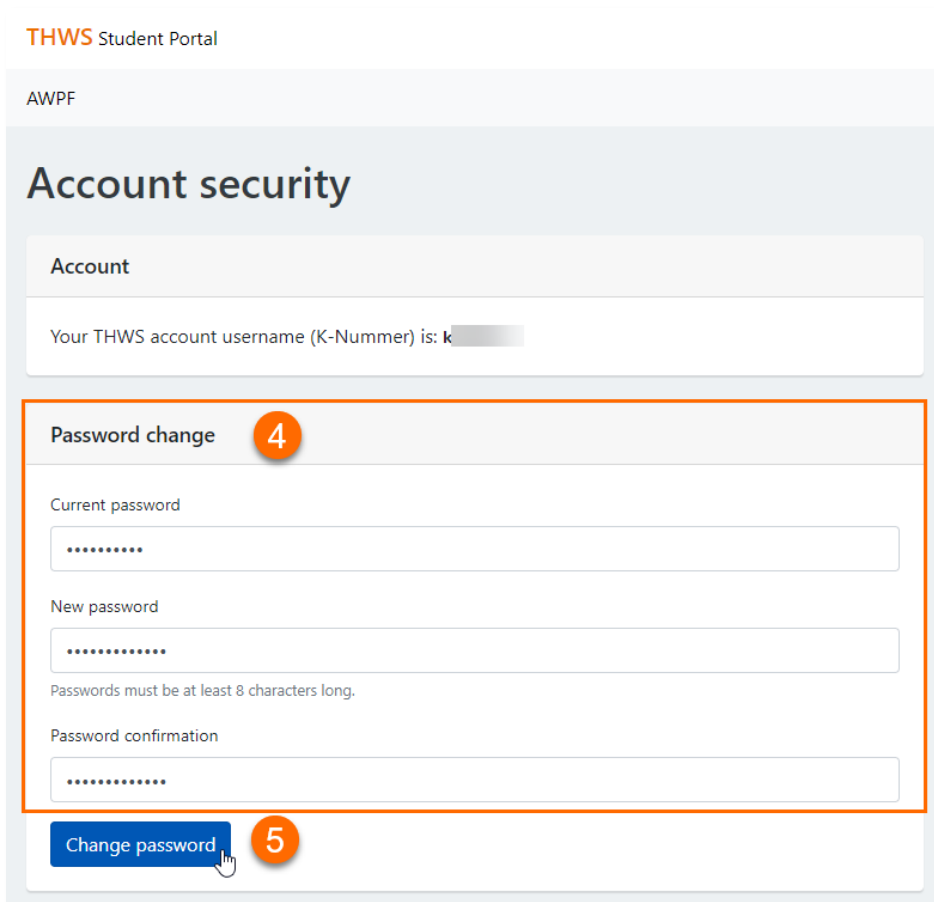 THWS Student Portal
AWPF
Account security
Account
Your THWS account username (K-Nummer) is: k
Password change
4
Current password
••••••••••
New password
•••••••••••••
Passwords must be at least 8 characters long.
Password confirmation
•••••••••••••
Change password
5